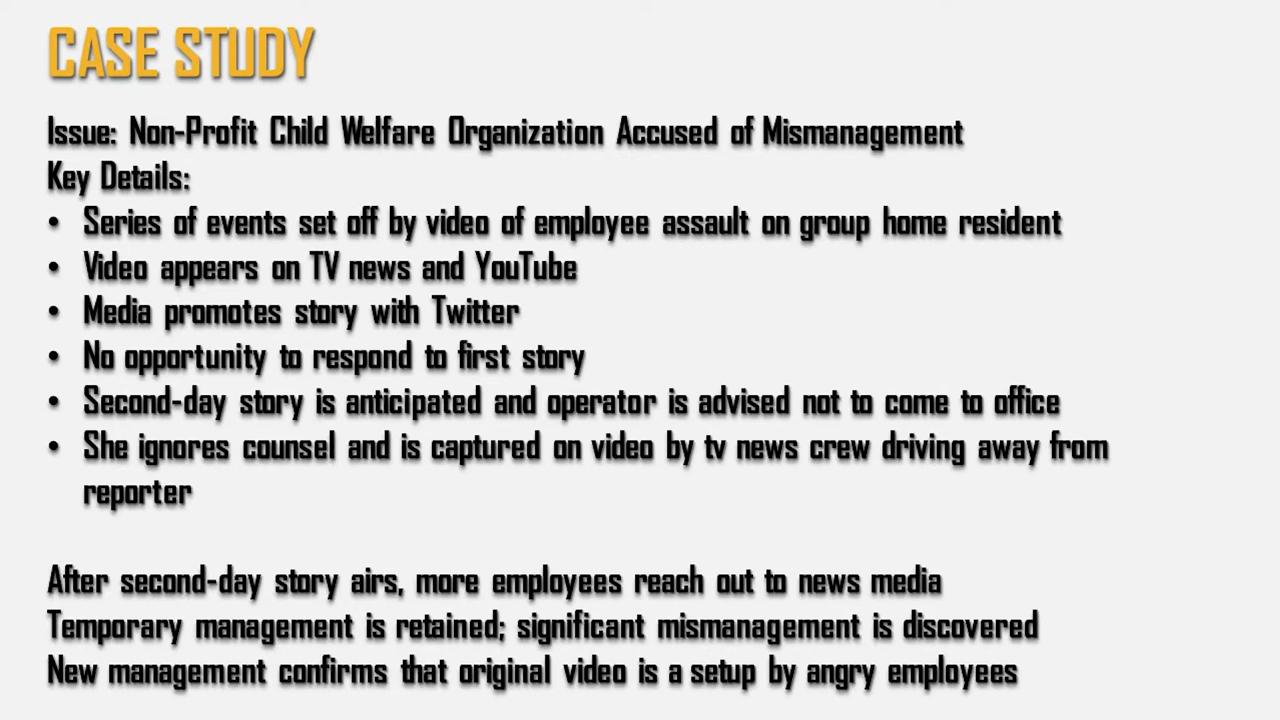 CASE STUDY
Issue: Non-Profit Child Welfare Organization Accused of Mismanagement
Key Details:
• Series of events set off by video of employee assault on group home resident
• Video appears on TV news and YouTube
• Media promotes story with Twitter
• No opportunity to respond to first story
• Second-day story is anticipated and operator is advised not to come to office
• She ignores counsel and is captured on video by tv news crew driving away from
reporter
After second-day story airs, more employees reach out to news media
Temporary management is retained; significant mismanagement is discovered
New management confirms that original video is a setup by angry employees